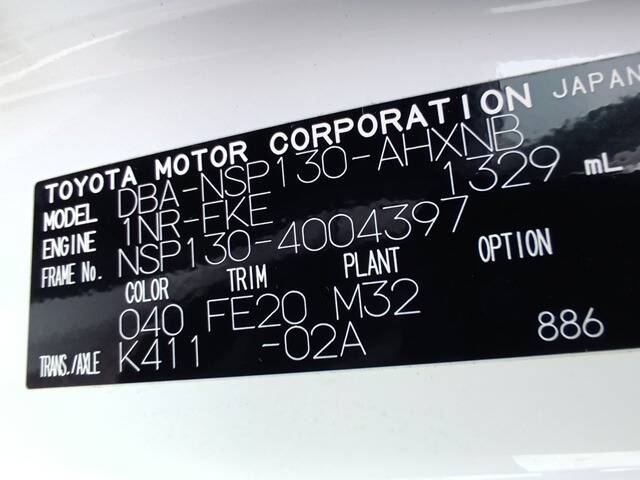 TOYOTA MOTOR CORPORATION JAPAN
MODEL DBA-NSP130-AHXNB
ENGINE 1NR-FKE 1329 mL
FRAME No. NSP130-4004397
COLOR TRIM PLANT OPTION
040 FE20 M32
TRANS./AXLE K411 -02A 886